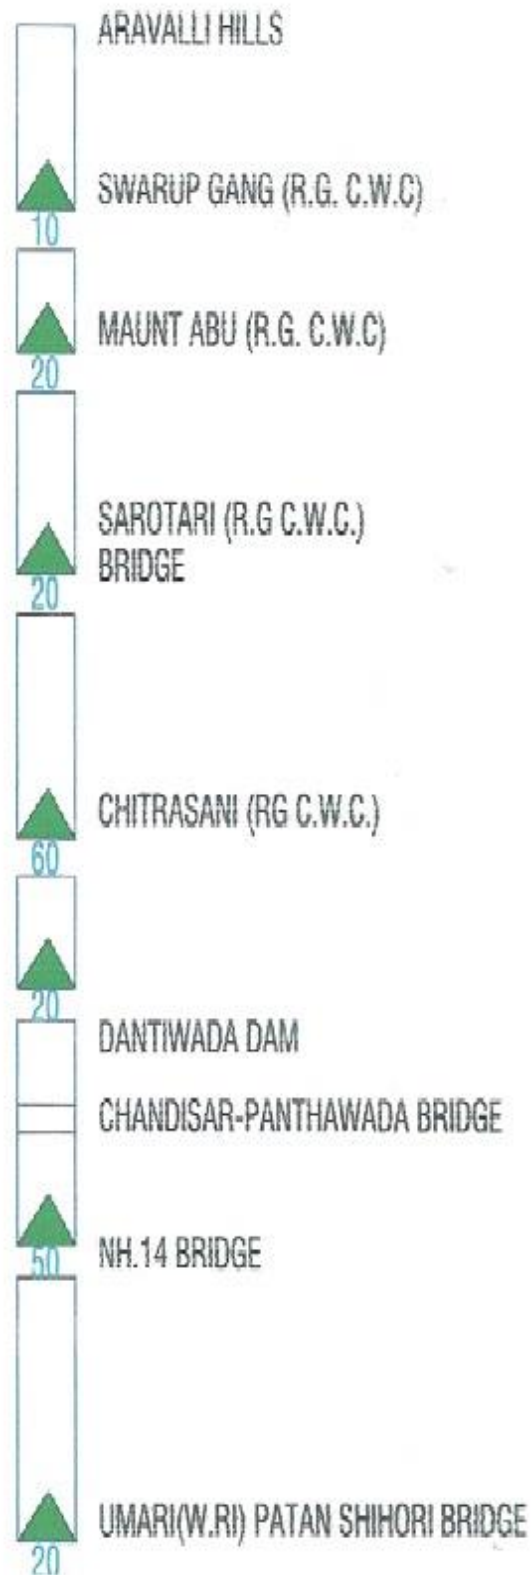 ARAVALLI HILLS
SWARUP GANG (R.G. C.W.C)
10
MAUNT ABU (R.G. C.W.C)
20
SAROTARI (R.G C.W.C.)
BRIDGE
20
CHITRASANI (RG C.W.C.)
60
20
DANTIWADA DAM
CHANDISAR-PANTHAWADA BRIDGE
NH.14 BRIDGE
50
UMARI(W.RI) PATAN SHIHORI BRIDGE
20